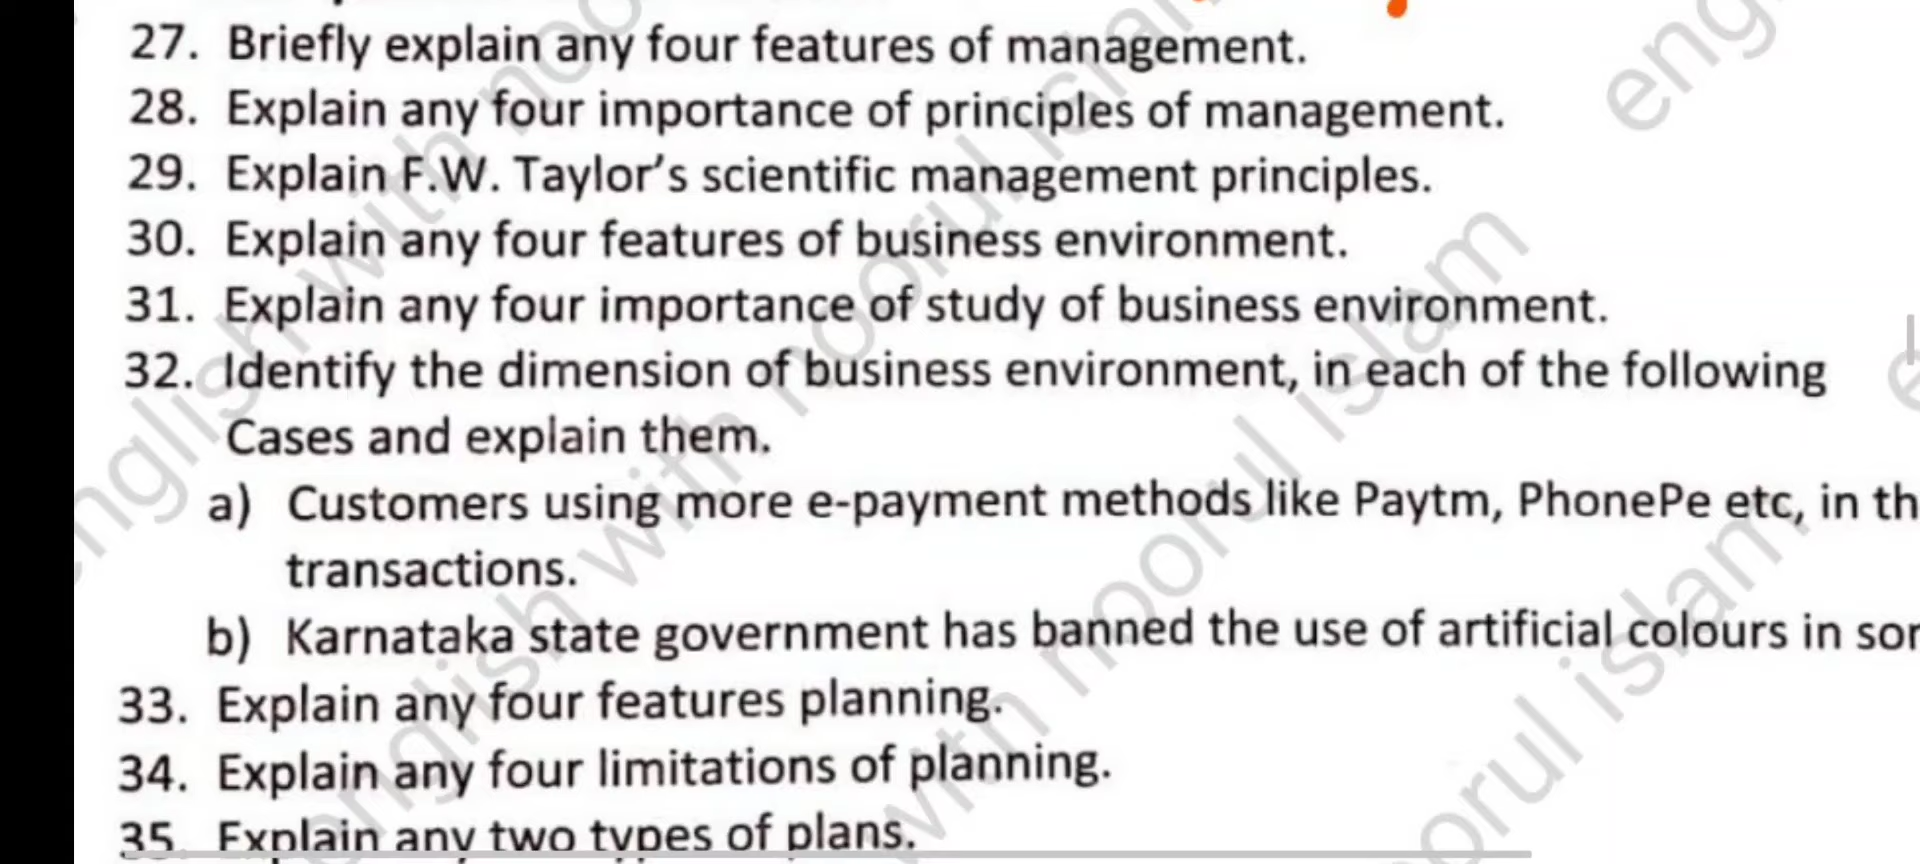 27. Briefly explain any four features of management.
28. Explain any four importance of principles of management.
29. Explain F.W. Taylor's scientific management principles.
30. Explain any four features of business environment.
31. Explain any four importance of study of business environment.
32. Identify the dimension of business environment, in each of the following
Cases and explain them.
a) Customers using more e-payment methods like Paytm, PhonePe etc, in
transactions.
b) Karnataka state government has banned the use of artificial colours in
33. Explain any four features planning.
34. Explain any four limitations of planning.
35. Explain any two types of plans.
english with noorul islam